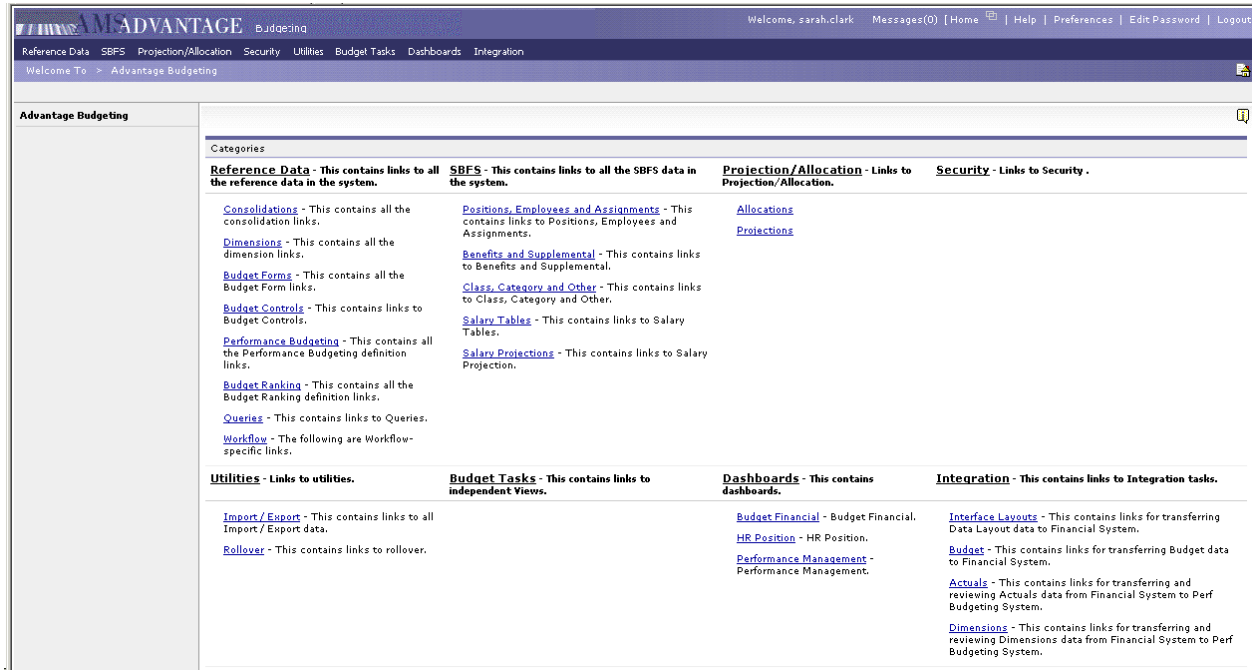 AMSADVANTAGE Budgeting
Welcome, sarah.clark Messages(0) [Home | Help | Preferences | Edit Password | Logout
Reference Data SBFS Projection/Allocation Security Utilities Budget Tasks Dashboards Integration
Welcome To > Advantage Budgeting
Advantage Budgeting
Categories
Reference Data - This contains links to all
the reference data in the system.
Consolidations - This contains all the
consolidation links.
Dimensions - This contains all the
dimension links.
Budget Forms - This contains all the
Budget Form links.
Budget Controls - This contains links to
Budget Controls.
Performance Budgeting - This contains all
the Performance Budgeting definition
links.
Budget Ranking - This contains all the
Budget Ranking definition links.
Queries - This contains links to Queries.
Workflow - The following are Workflow-
specific links.
SBFS - This contains links to all the SBFS data in
the system.
Positions, Employees and Assignments - This
contains links to Positions, Employees and
Assignments.
Benefits and Supplemental - This contains links
to Benefits and Supplemental.
Class, Category and Other - This contains links
to Class, Category and Other.
Salary Tables - This contains links to Salary
Tables.
Salary Projections - This contains links to Salary
Projection.
Projection/Allocation - Links to
Projection/Allocation.
Allocations
Projections
Security - Links to Security .
Utilities - Links to utilities.
Import / Export - This contains links to all
Import / Export data.
Rollover - This contains links to rollover.
Budget Tasks - This contains links to
independent Views.
Dashboards - This contains
dashboards.
Budget Financial - Budget Financial.
HR Position - HR Position.
Performance Management -
Performance Management.
Integration - This contains links to Integration tasks.
Interface Layouts - This contains links for transferring
Data Layout data to Financial System.
Budget - This contains links for transferring Budget data
to Financial System.
Actuals - This contains links for transferring and
reviewing Actuals data from Financial System to Perf
Budgeting System.
Dimensions - This contains links for transferring and
reviewing Dimensions data from Financial System to Perf
Budgeting System.